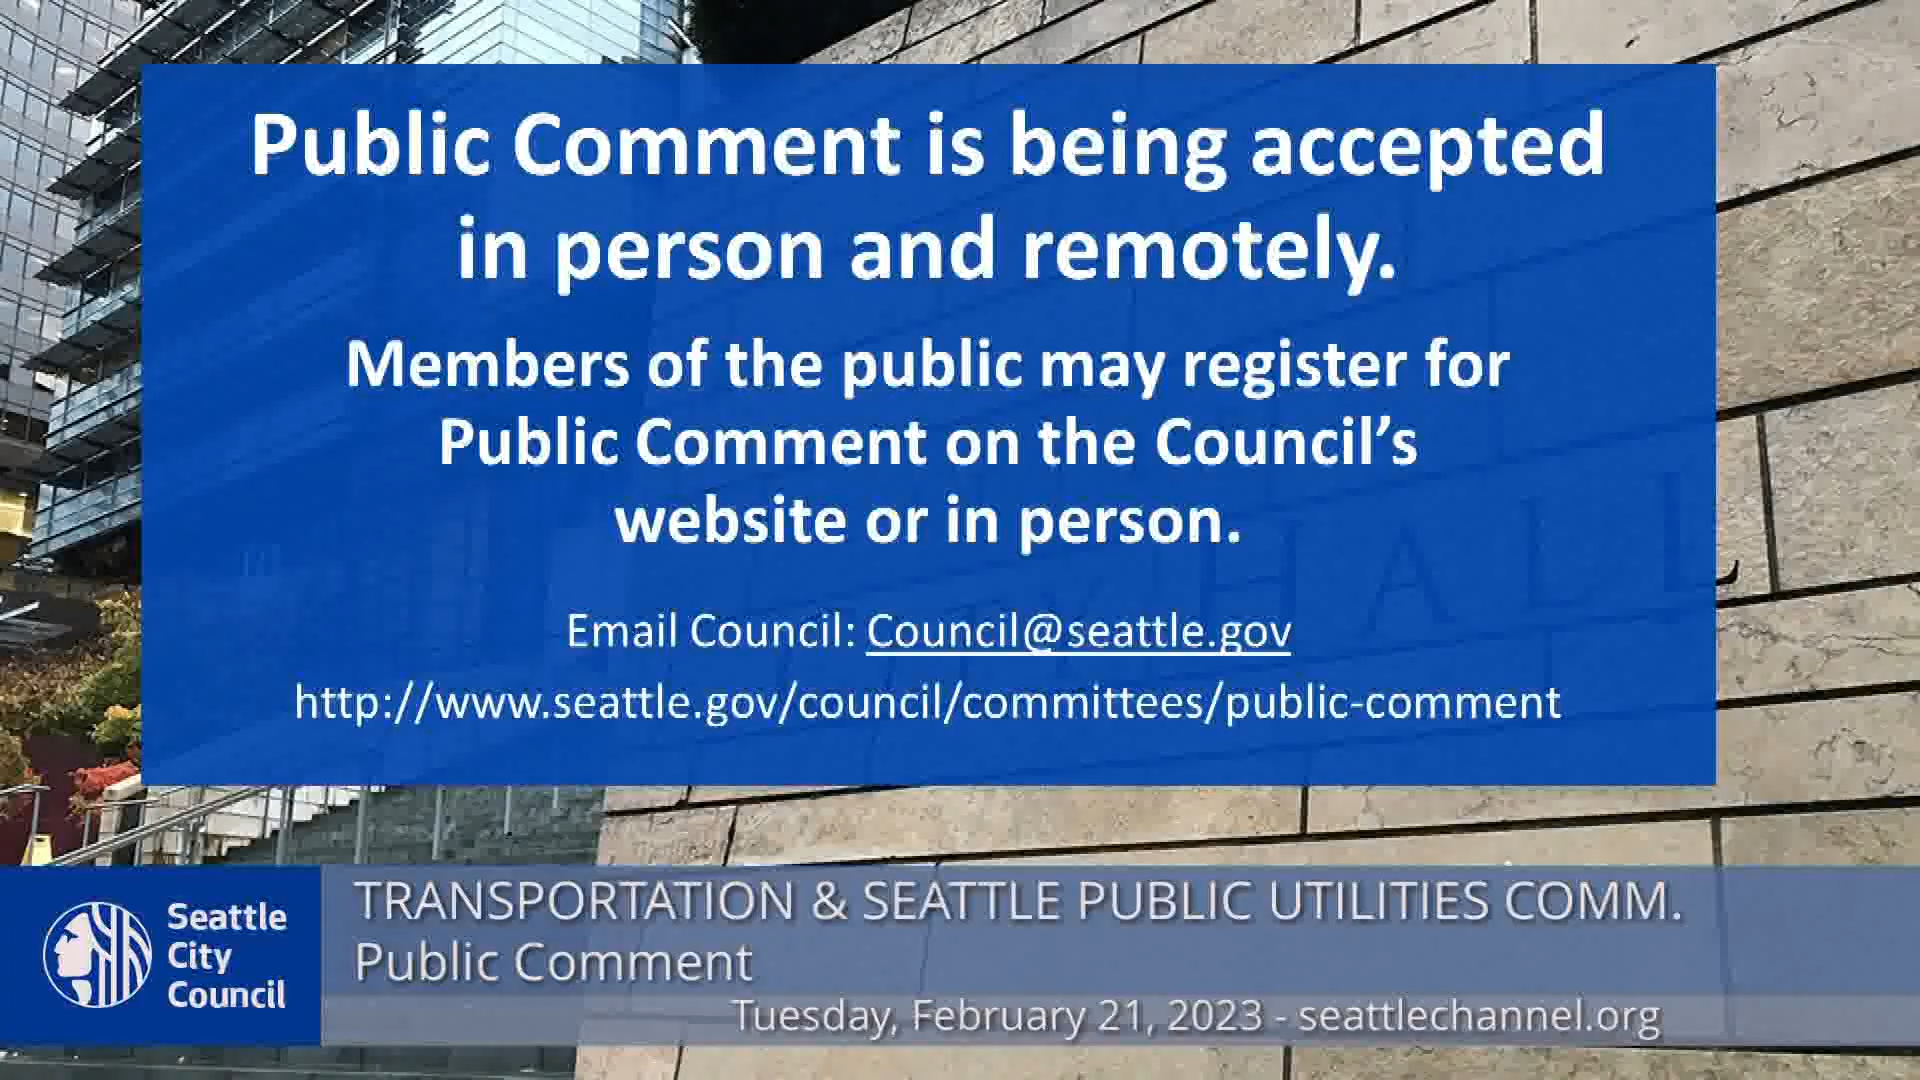 Public Comment is being accepted
in person and remotely.
Members of the public may register for
Public Comment on the Council’s
website or in person.
Email Council: Council@seattle.gov
http://www.seattle.gov/council/committees/public-comment
HALL
Seattle
City
Council
TRANSPORTATION & SEATTLE PUBLIC UTILITIES COMM.
Public Comment
Tuesday, February 21, 2023 - seattlechannel.org